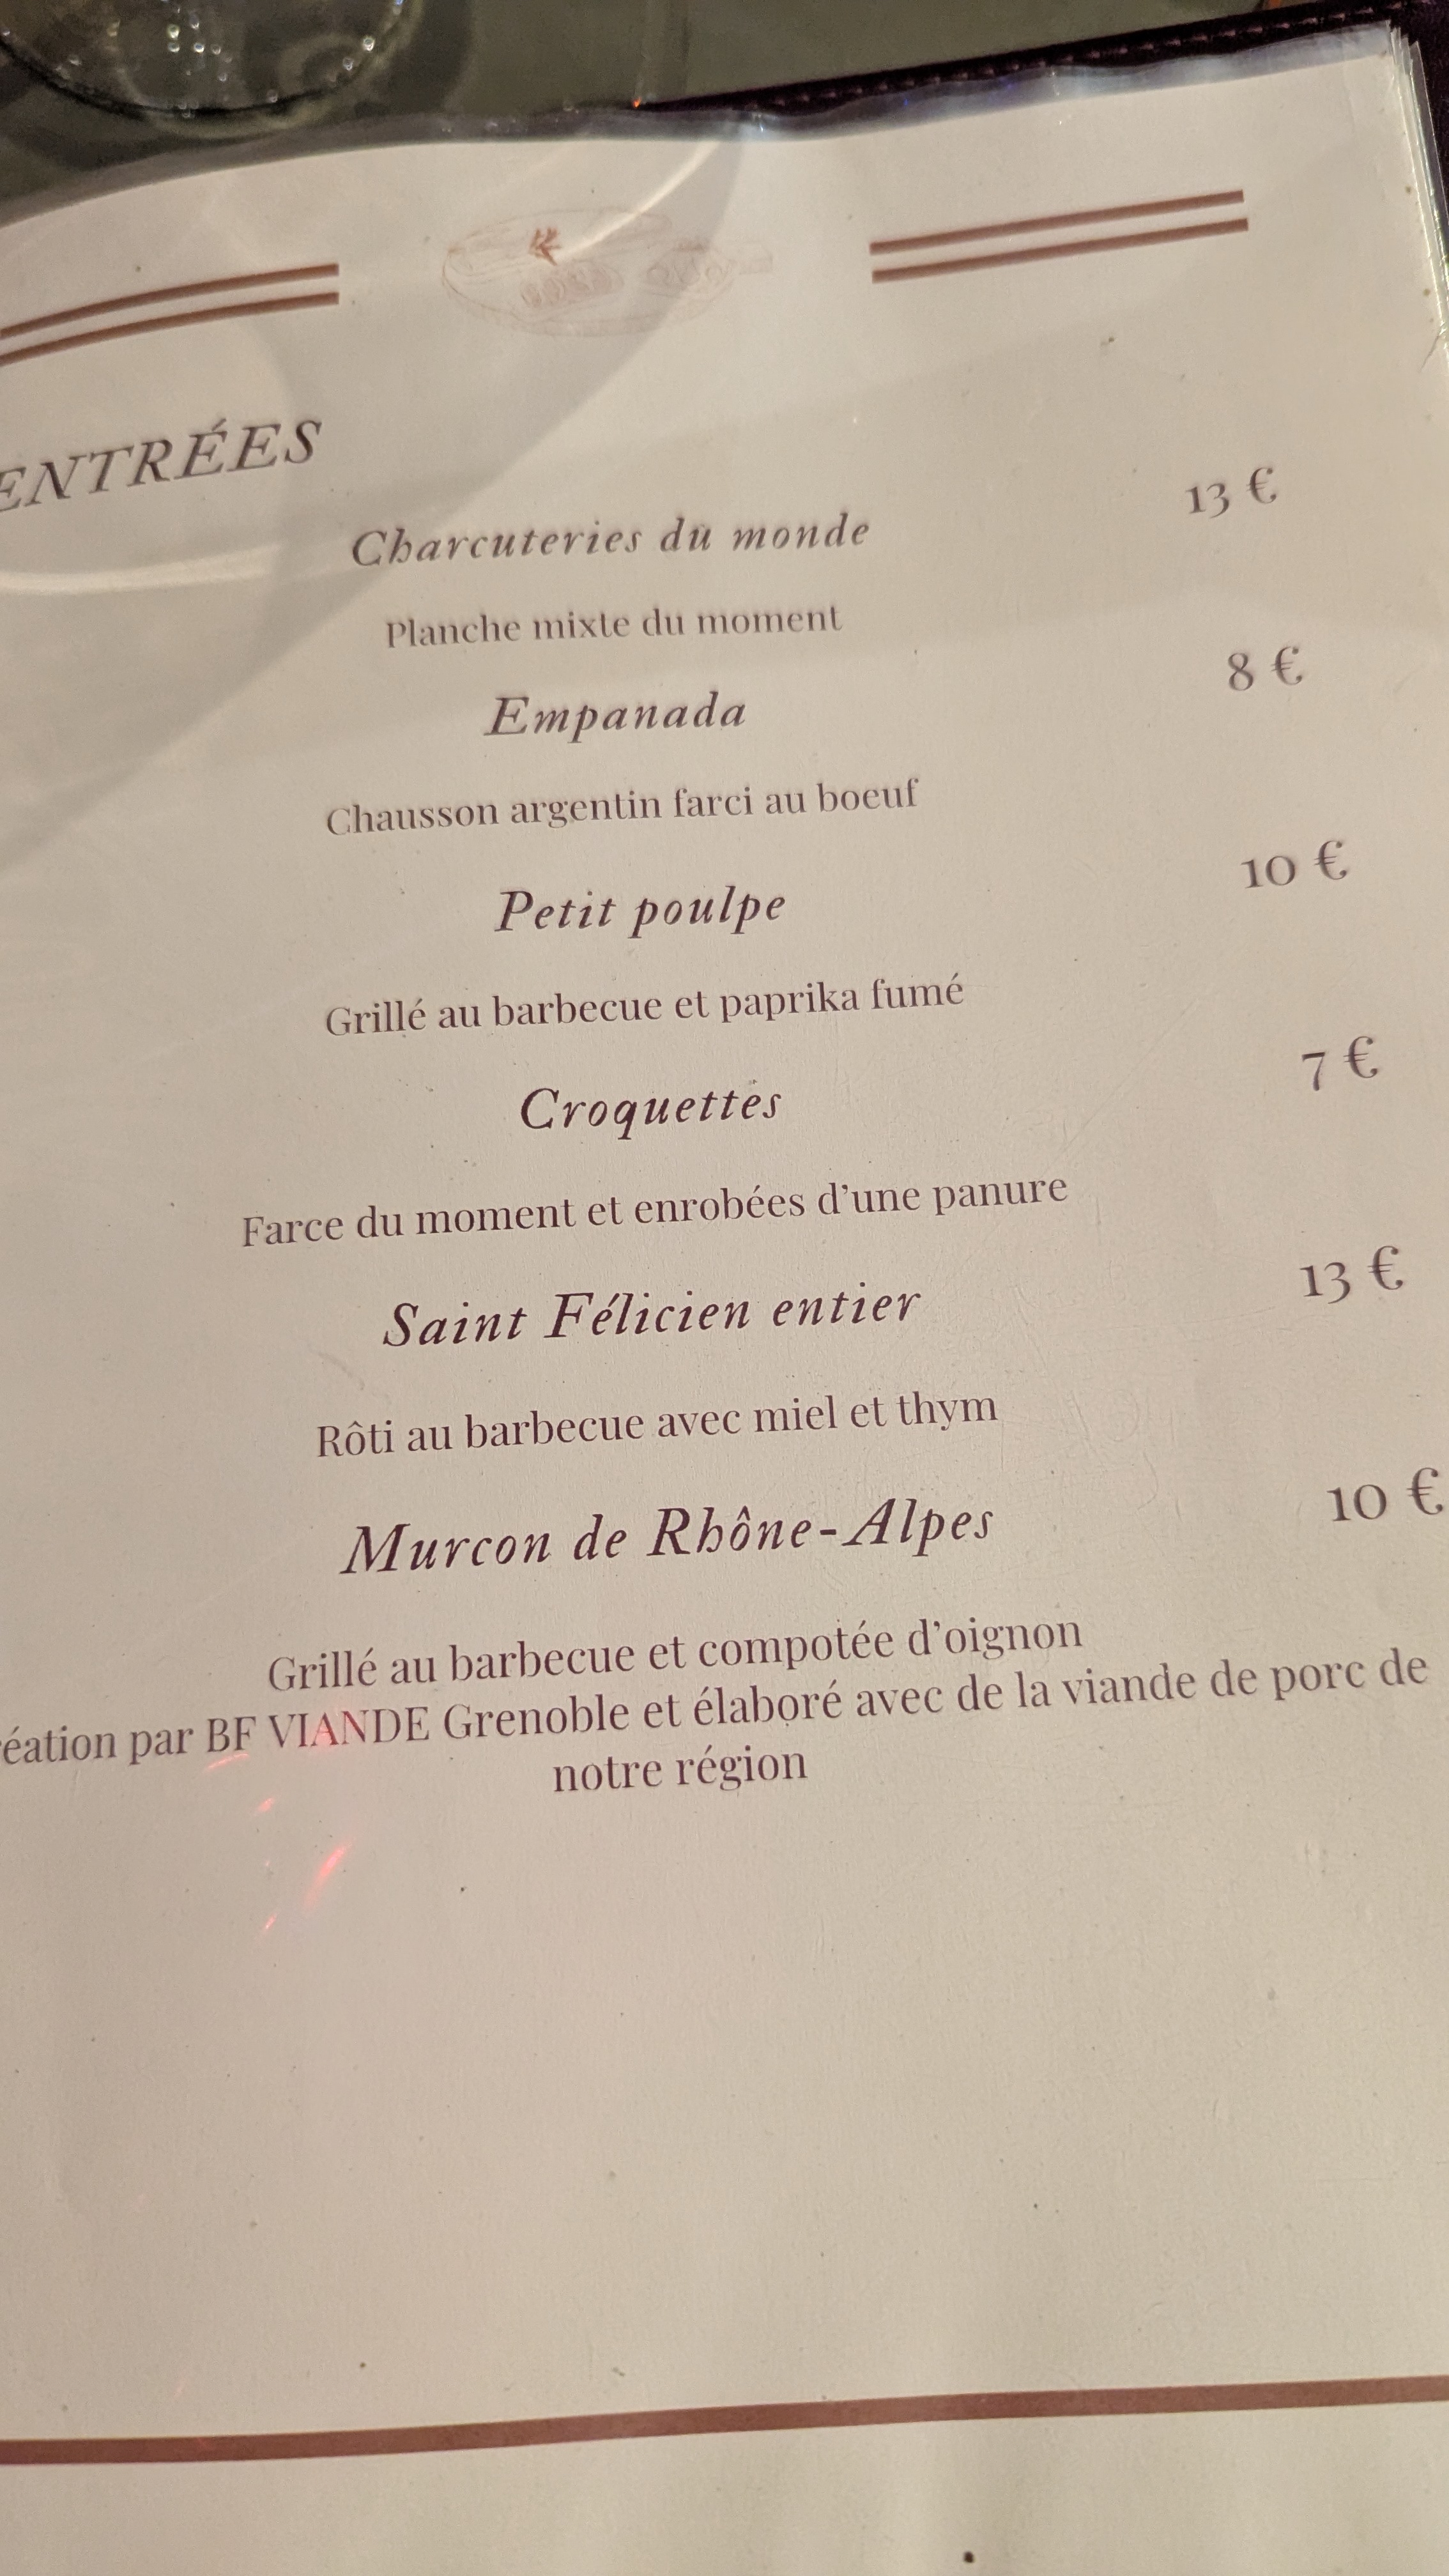 ENTRÉES
Charcuteries du monde 13 €
Planche mixte du moment
Empanada 8 €
Chausson argentin farci au boeuf
Petit poulpe 10 €
Grillé au barbecue et paprika fumé
Croquettes 7 €
Farce du moment et enrobées d'une panure
Saint Félicien entier 13 €
Rôti au barbecue avec miel et thym
Murcon de Rhône-Alpes 10 €
Grillé au barbecue et compotée d'oignon
réation par BF VIANDE Grenoble et élaboré avec de la viande de porc de
notre région